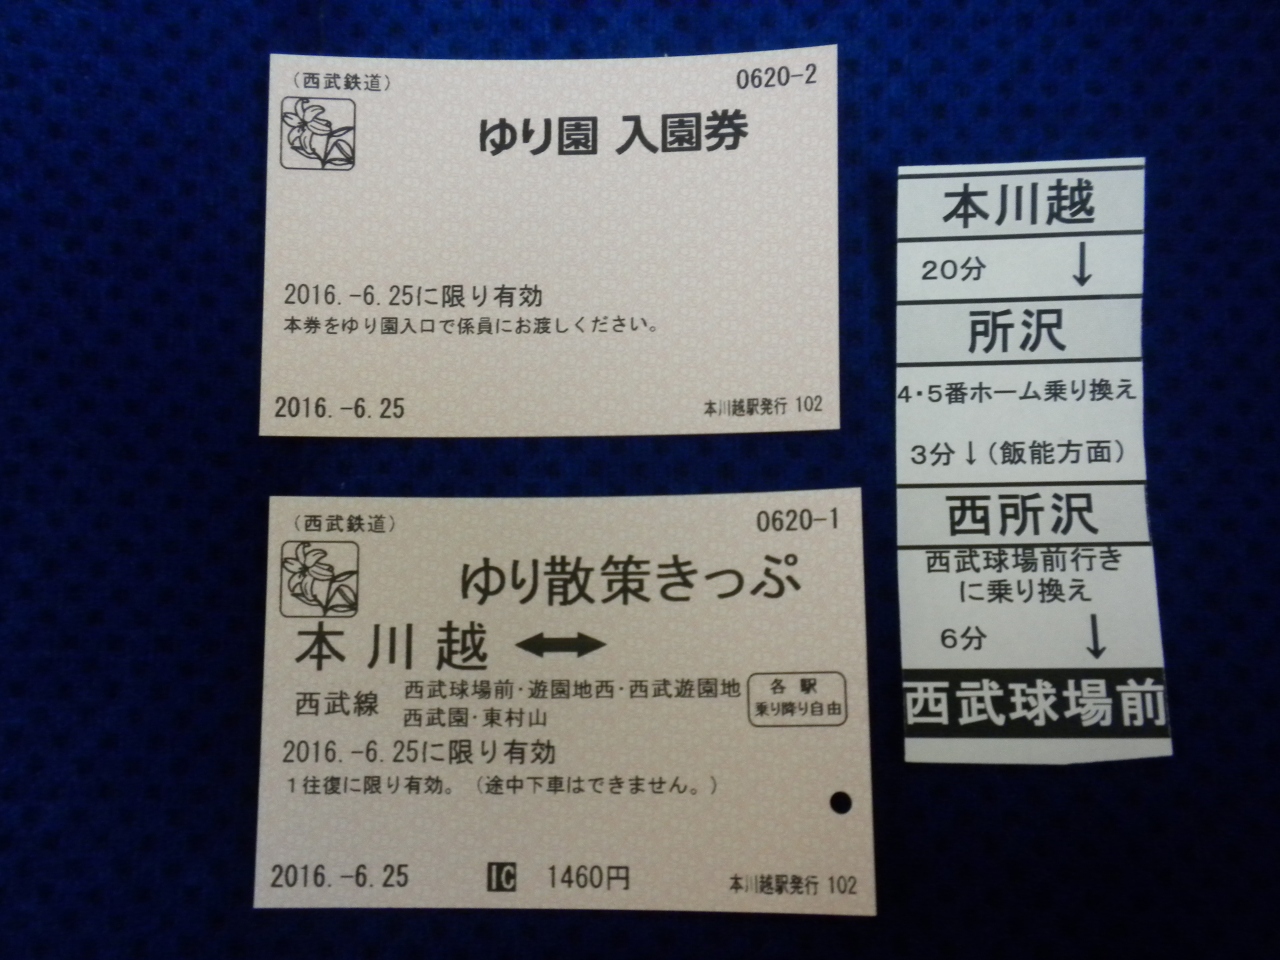 (西武鉄道)
0620-2
ゆり園 入園券
2016.-6.25に限り有効
本券をゆり園入口で係員にお渡しください。
2016.-6.25
本川越駅発行 102
(西武鉄道)
0620-1
ゆり散策きっぷ
本川越 ⟷
西武線
西武球場前・遊園地西・西武遊園地
西武園・東村山
各駅
乗り降り自由
2016.-6.25に限り有効
1往復に限り有効。(途中下車はできません。)
2016.-6.25
IC
1460円
本川越駅発行 102
本川越
20分 ↓
所沢
4・5番ホーム乗り換え
3分↓(飯能方面)
西所沢
西武球場前行き
に乗り換え
6分 ↓
西武球場前